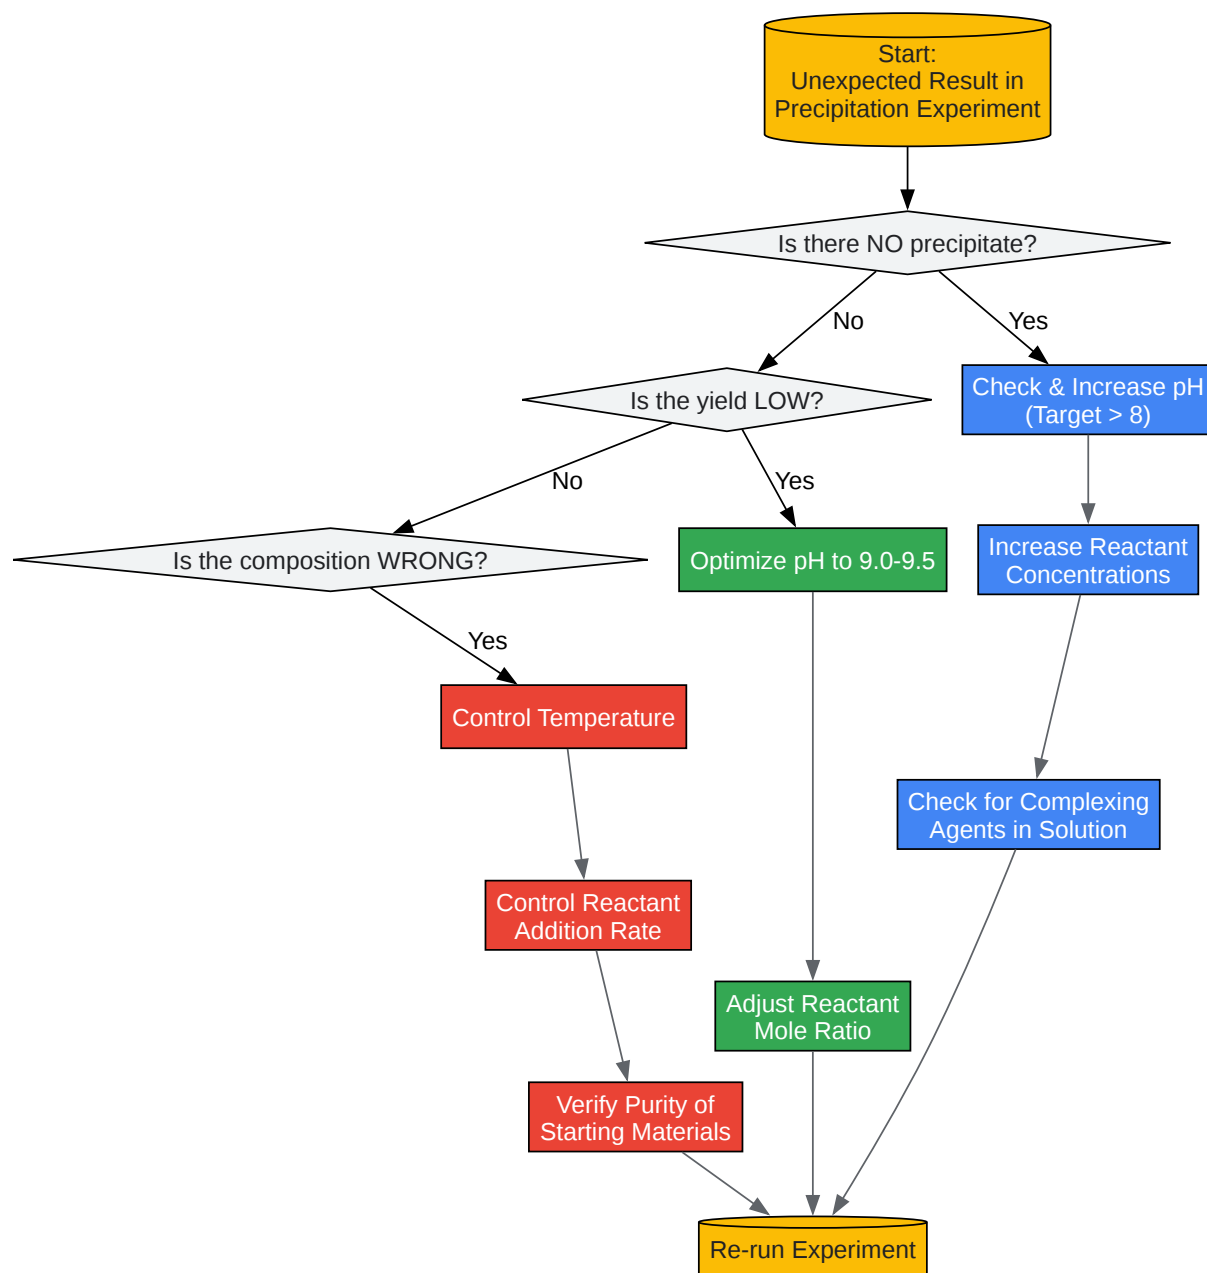 Start:
Unexpected Result in
Precipitation Experiment
Is there NO precipitate?
No
Yes
Is the yield LOW?
Check & Increase pH
(Target > 8)
No
Yes
Is the composition WRONG?
Optimize pH to 9.0-9.5
Increase Reactant
Concentrations
Yes
Control Temperature
Check for Complexing
Agents in Solution
Control Reactant
Addition Rate
Adjust Reactant
Mole Ratio
Verify Purity of
Starting Materials
Re-run Experiment